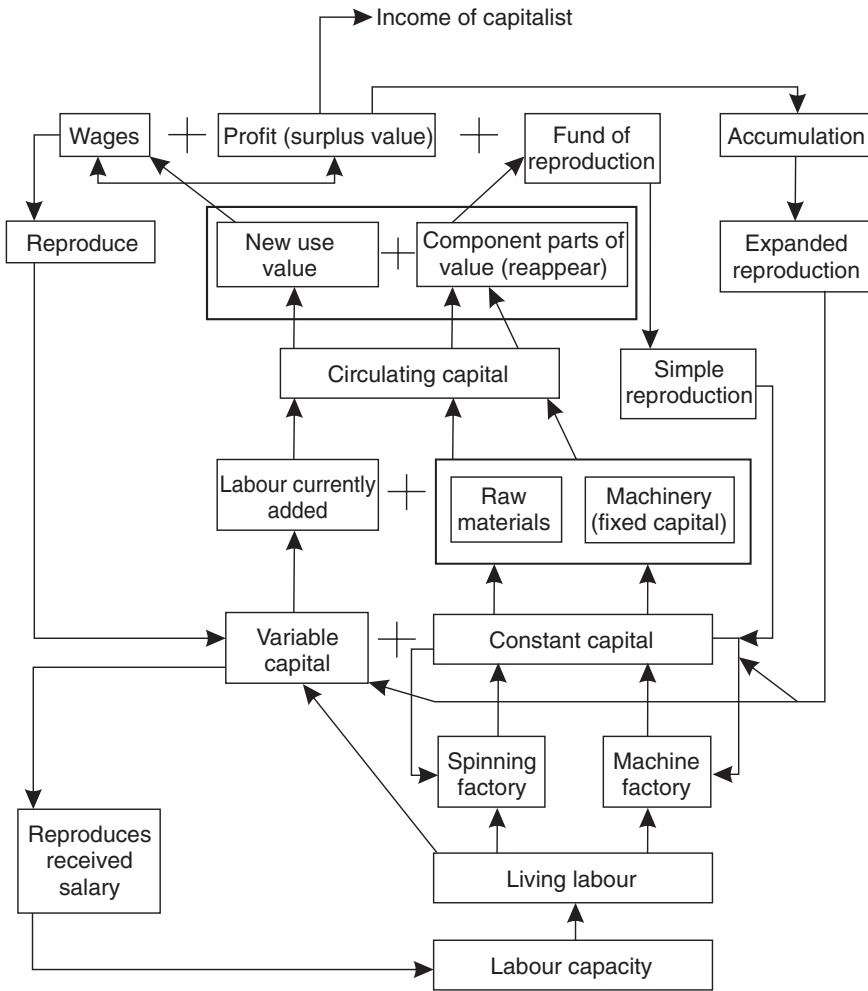 Income of capitalist
Wages
Profit (surplus value)
Fund of
reproduction
Accumulation
Reproduce
New use
value
Component parts of
value (reappear)
Expanded
reproduction
Circulating capital
Simple
reproduction
Labour currently
added
Raw
materials
Machinery
(fixed capital)
Variable
capital
Constant capital
Spinning
factory
Machine
factory
Reproduces
received
salary
Living labour
Labour capacity